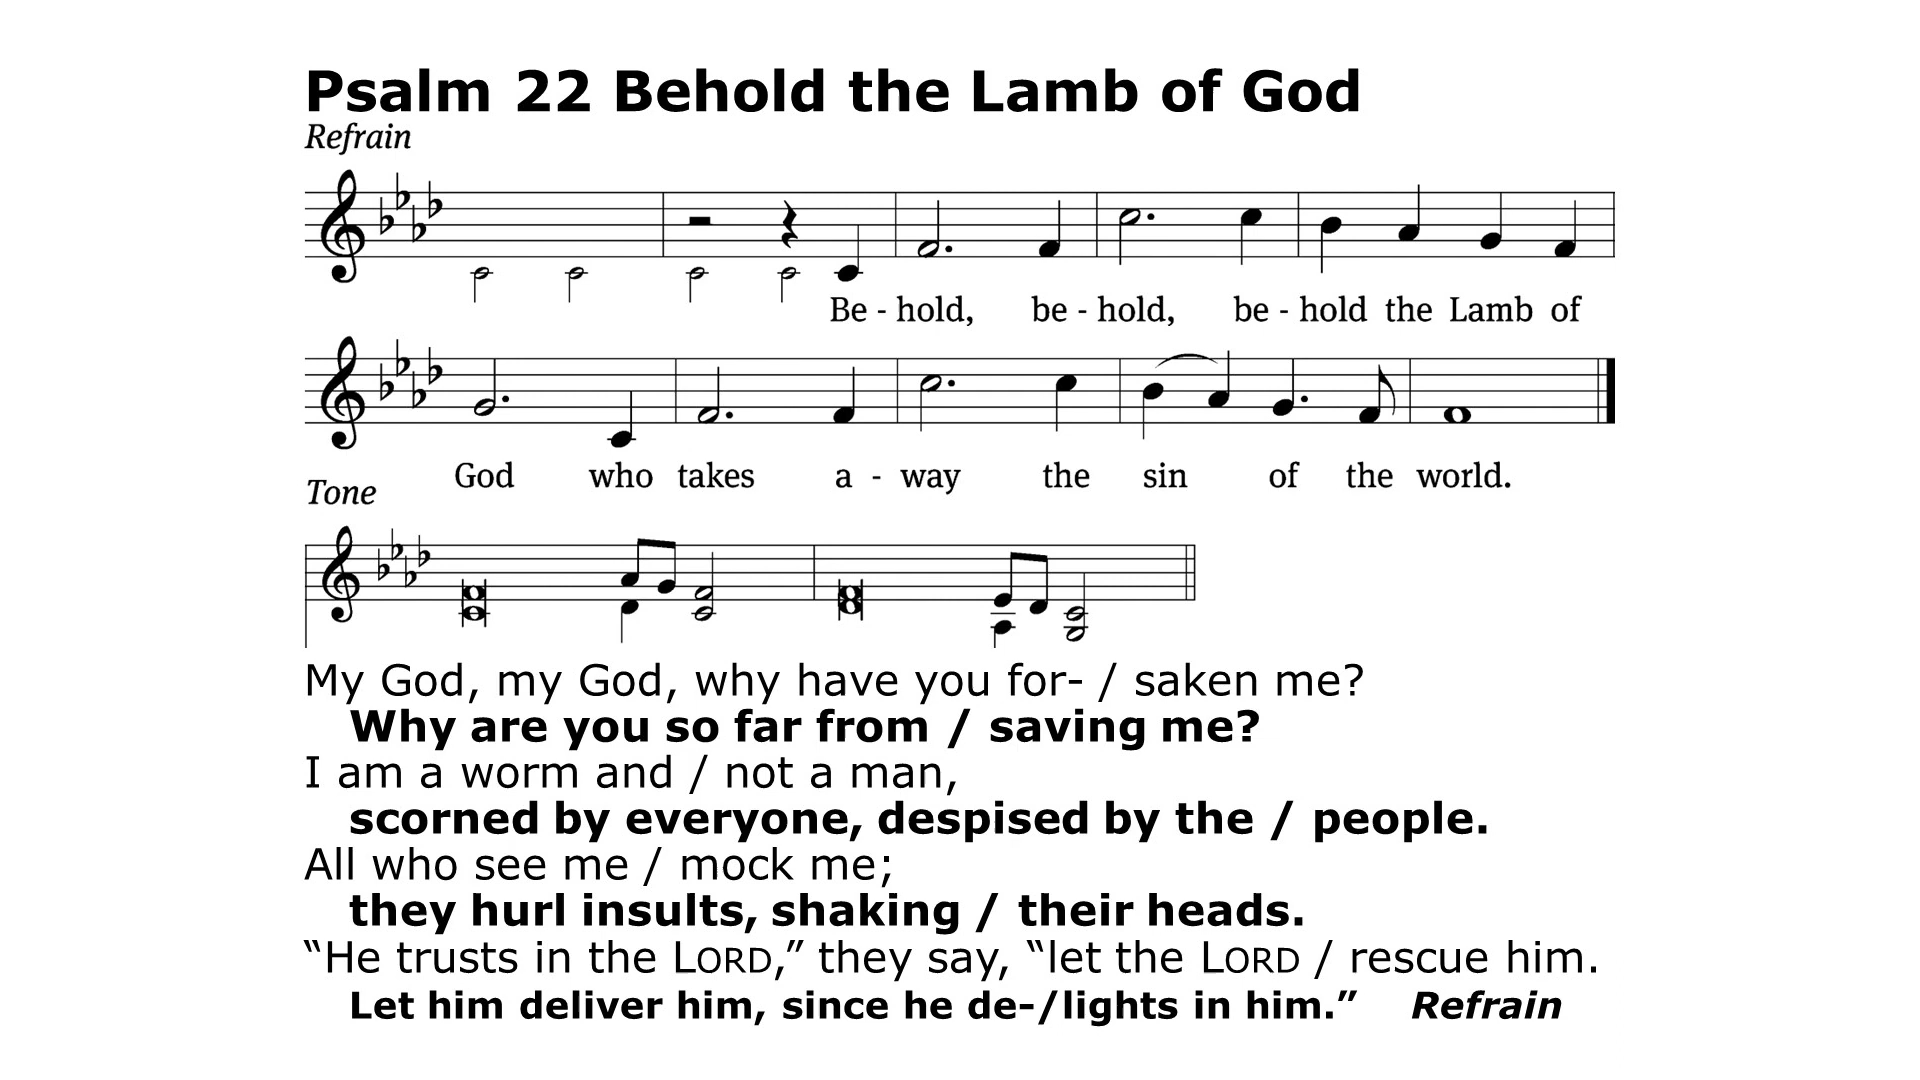 Psalm 22 Behold the Lamb of God
Refrain
Be - hold, be - hold, be - hold the Lamb of
God who takes a - way the sin of the world.
Tone
My God, my God, why have you for- / saken me?
Why are you so far from / saving me?
I am a worm and / not a man,
scorned by everyone, despised by the / people.
All who see me / mock me;
they hurl insults, shaking / their heads.
“He trusts in the LORD,” they say, “let the LORD / rescue him.
Let him deliver him, since he de-/lights in him.” Refrain